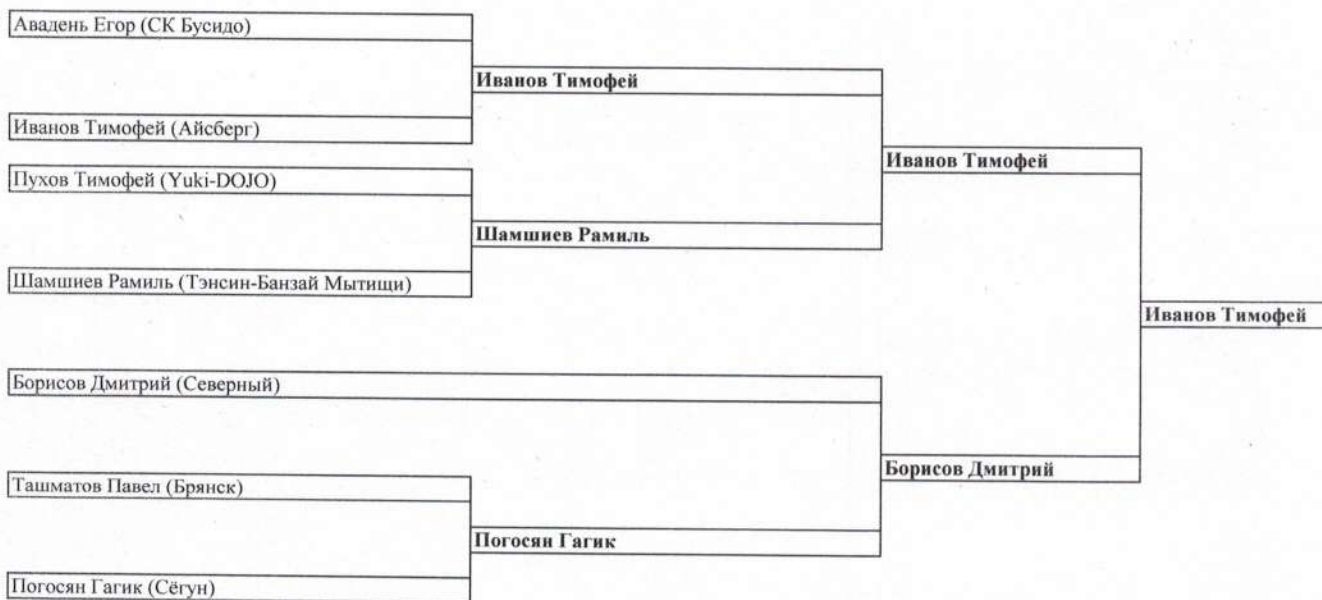 Авадень Егор (СК Бусидо)
Иванов Тимофей
Иванов Тимофей (Айсберг)
Иванов Тимофей
Пухов Тимофей (Yuki-DOJO)
Шамшиев Рамиль
Шамшиев Рамиль (Тэнсин-Банзай Мытищи)
Иванов Тимофей
Борисов Дмитрий (Северный)
Борисов Дмитрий
Ташматов Павел (Брянск)
Погосян Гагик
Погосян Гагик (Сёгун)